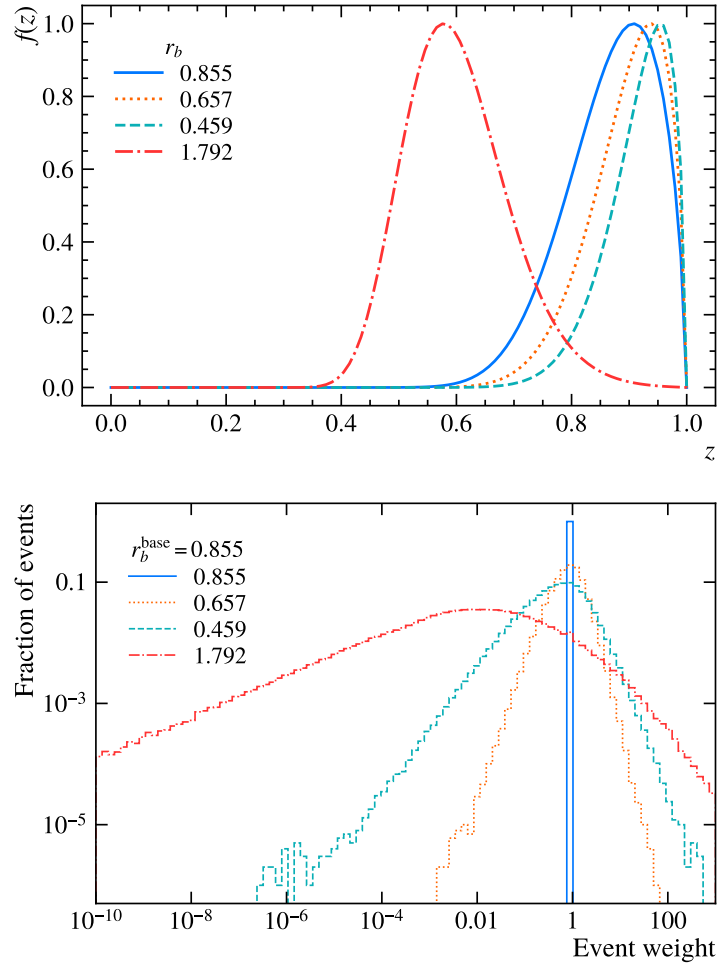 f(z)
1.0
0.8
0.6
0.4
0.2
0.0
r_b
0.855
0.657
0.459
1.792
0.0 0.2 0.4 0.6 0.8 1.0
z
Fraction of events
0.1
10⁻³
10⁻⁵
r_b^base = 0.855
0.855
0.657
0.459
1.792
10⁻¹⁰ 10⁻⁸ 10⁻⁶ 10⁻⁴ 0.01 1 100
Event weight